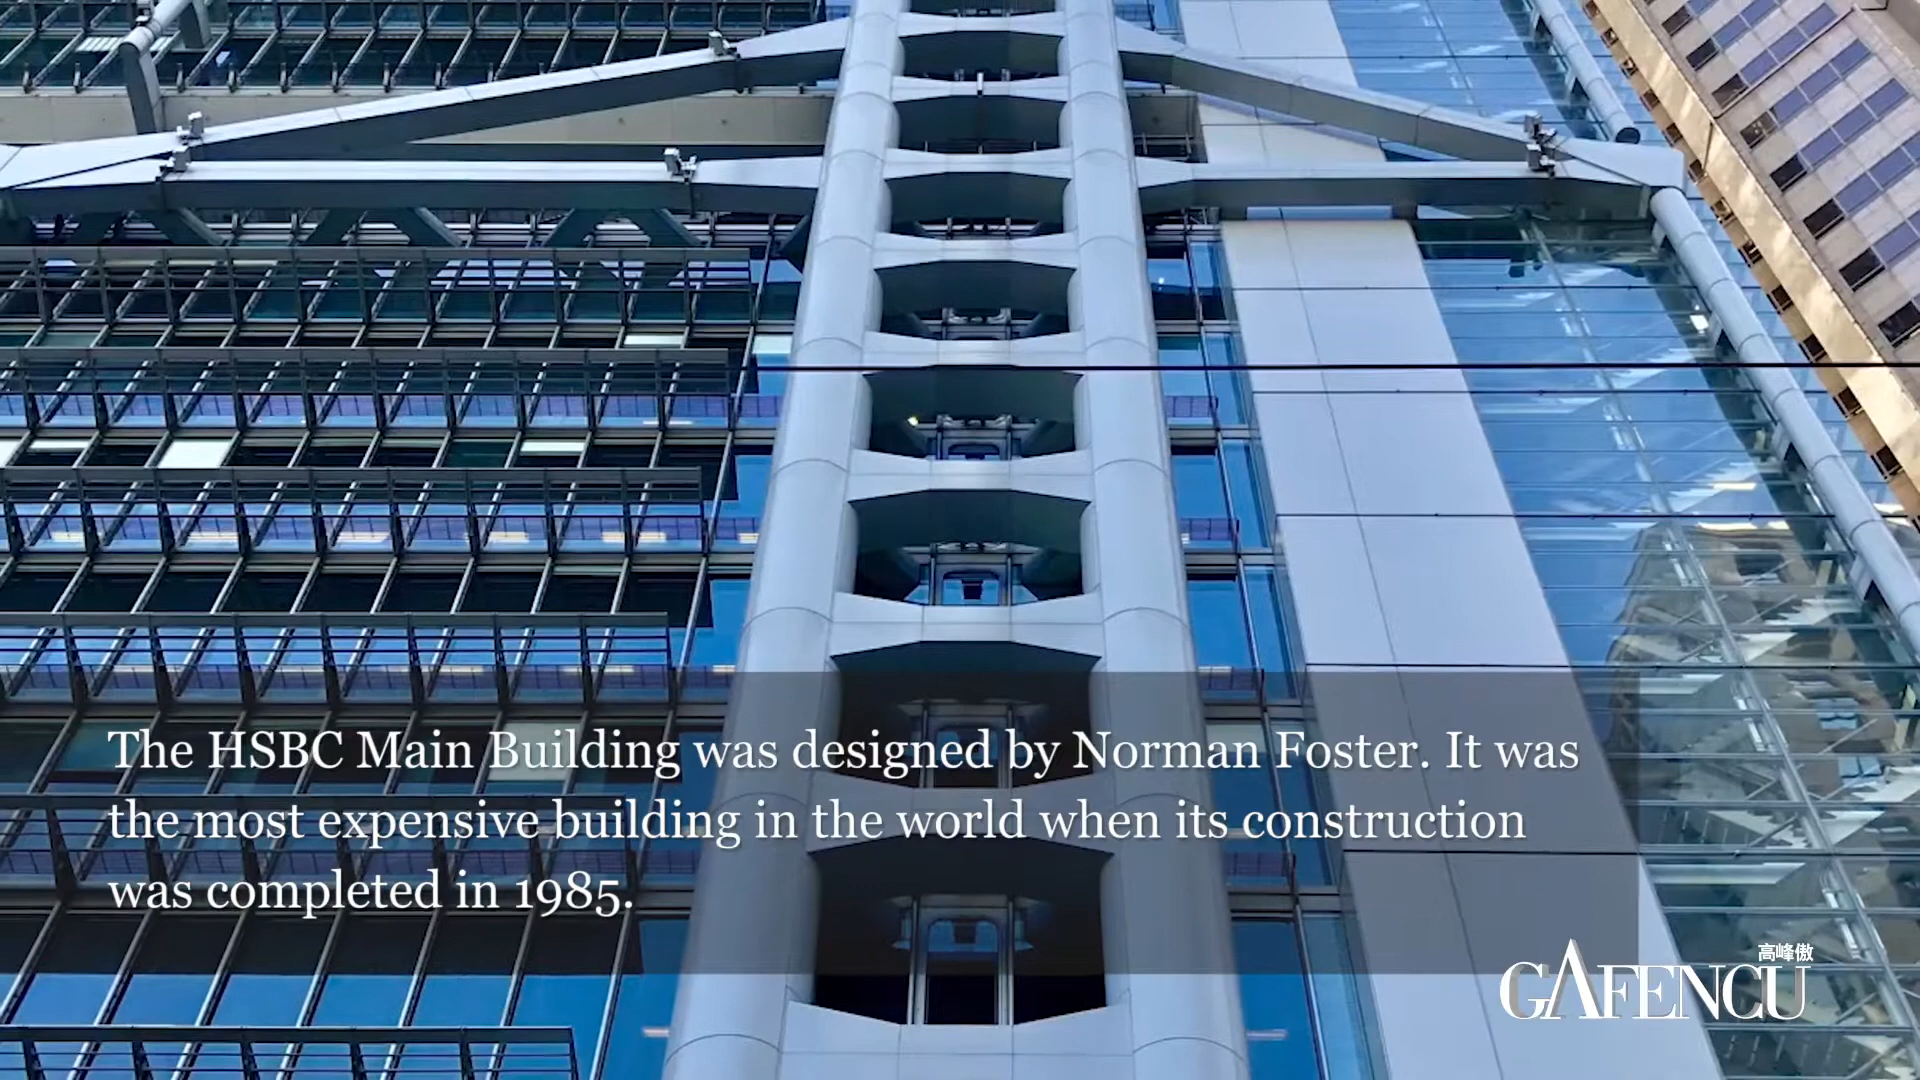 The HSBC Main Building was designed by Norman Foster. It was
the most expensive building in the world when its construction
was completed in 1985.
高峰傲
GAFENCU